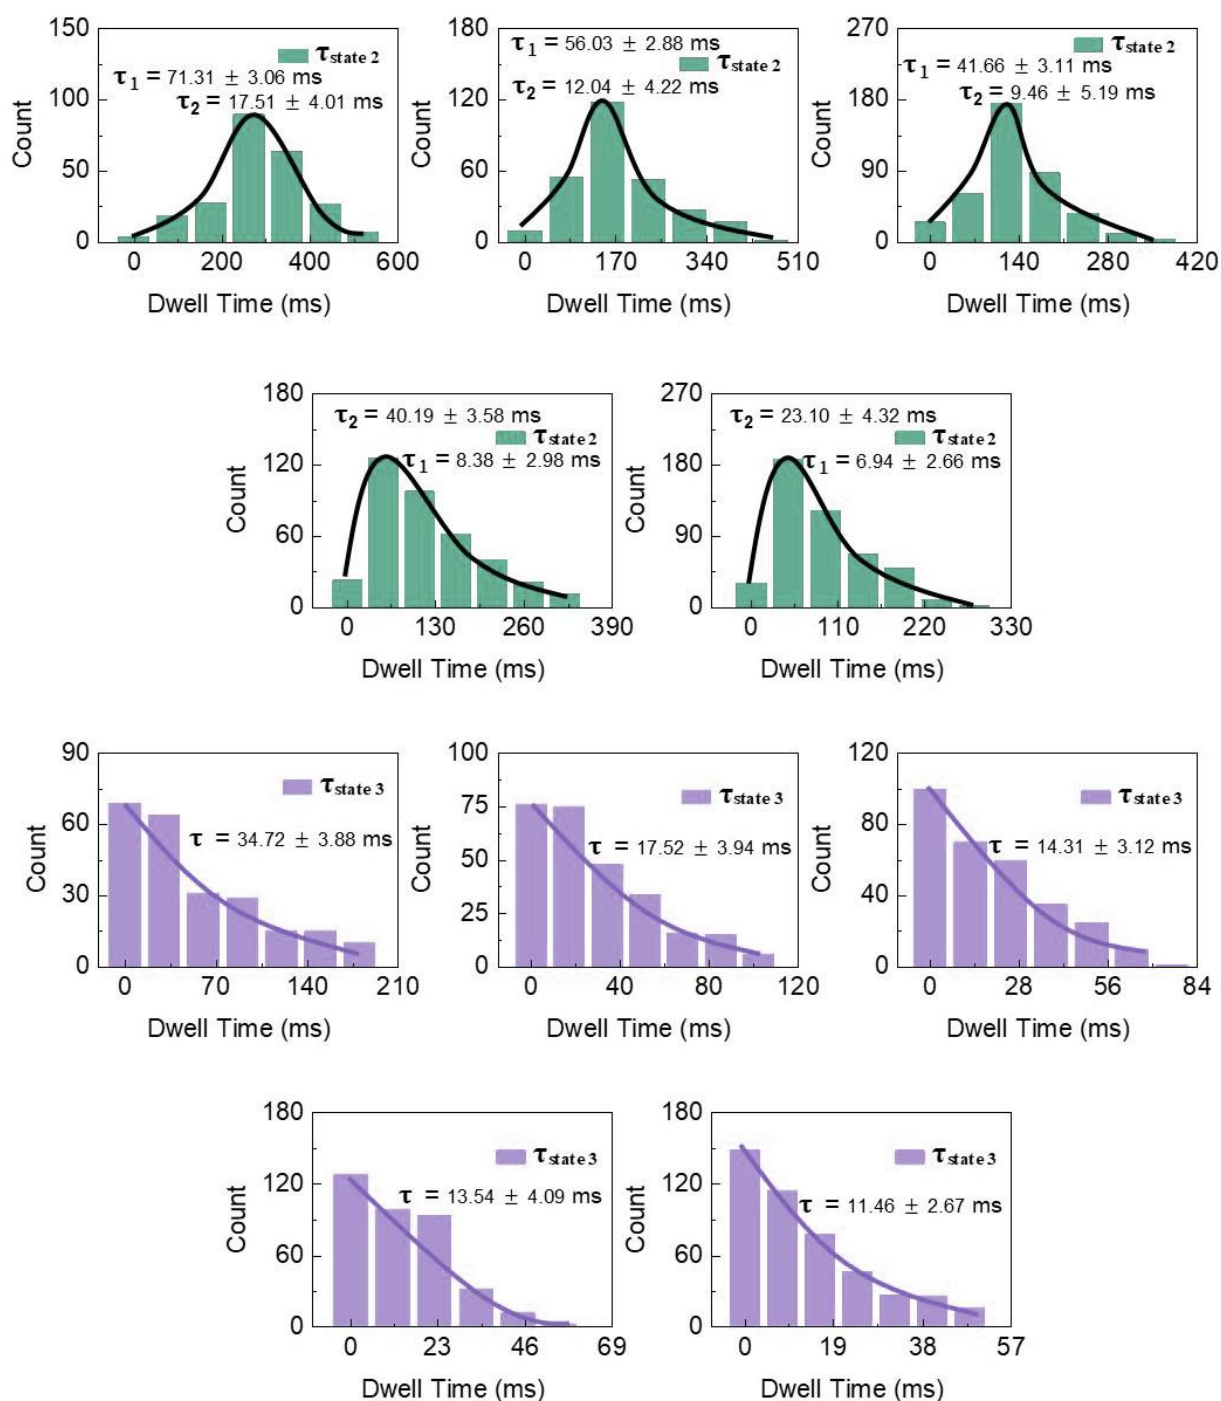 150
100
50
0
Count
τ state 2
τ1 = 71.31 ± 3.06 ms
τ2 = 17.51 ± 4.01 ms
0 200 400 600
Dwell Time (ms)
180
120
60
0
Count
τ1 = 56.03 ± 2.88 ms
τ state 2
τ2 = 12.04 ± 4.22 ms
0 170 340 510
Dwell Time (ms)
270
180
90
0
Count
τ state 2
τ1 = 41.66 ± 3.11 ms
τ2 = 9.46 ± 5.19 ms
0 140 280 420
Dwell Time (ms)
180
120
60
0
Count
τ2 = 40.19 ± 3.58 ms
τ state 2
τ1 = 8.38 ± 2.98 ms
0 130 260 390
Dwell Time (ms)
270
180
90
0
Count
τ2 = 23.10 ± 4.32 ms
τ state 2
τ1 = 6.94 ± 2.66 ms
0 110 220 330
Dwell Time (ms)
90
60
30
0
Count
τ state 3
τ = 34.72 ± 3.88 ms
0 70 140 210
Dwell Time (ms)
100
75
50
25
0
Count
τ state 3
τ = 17.52 ± 3.94 ms
0 40 80 120
Dwell Time (ms)
120
80
40
0
Count
τ state 3
τ = 14.31 ± 3.12 ms
0 28 56 84
Dwell Time (ms)
180
120
60
0
Count
τ state 3
τ = 13.54 ± 4.09 ms
0 23 46 69
Dwell Time (ms)
180
120
60
0
Count
τ state 3
τ = 11.46 ± 2.67 ms
0 19 38 57
Dwell Time (ms)